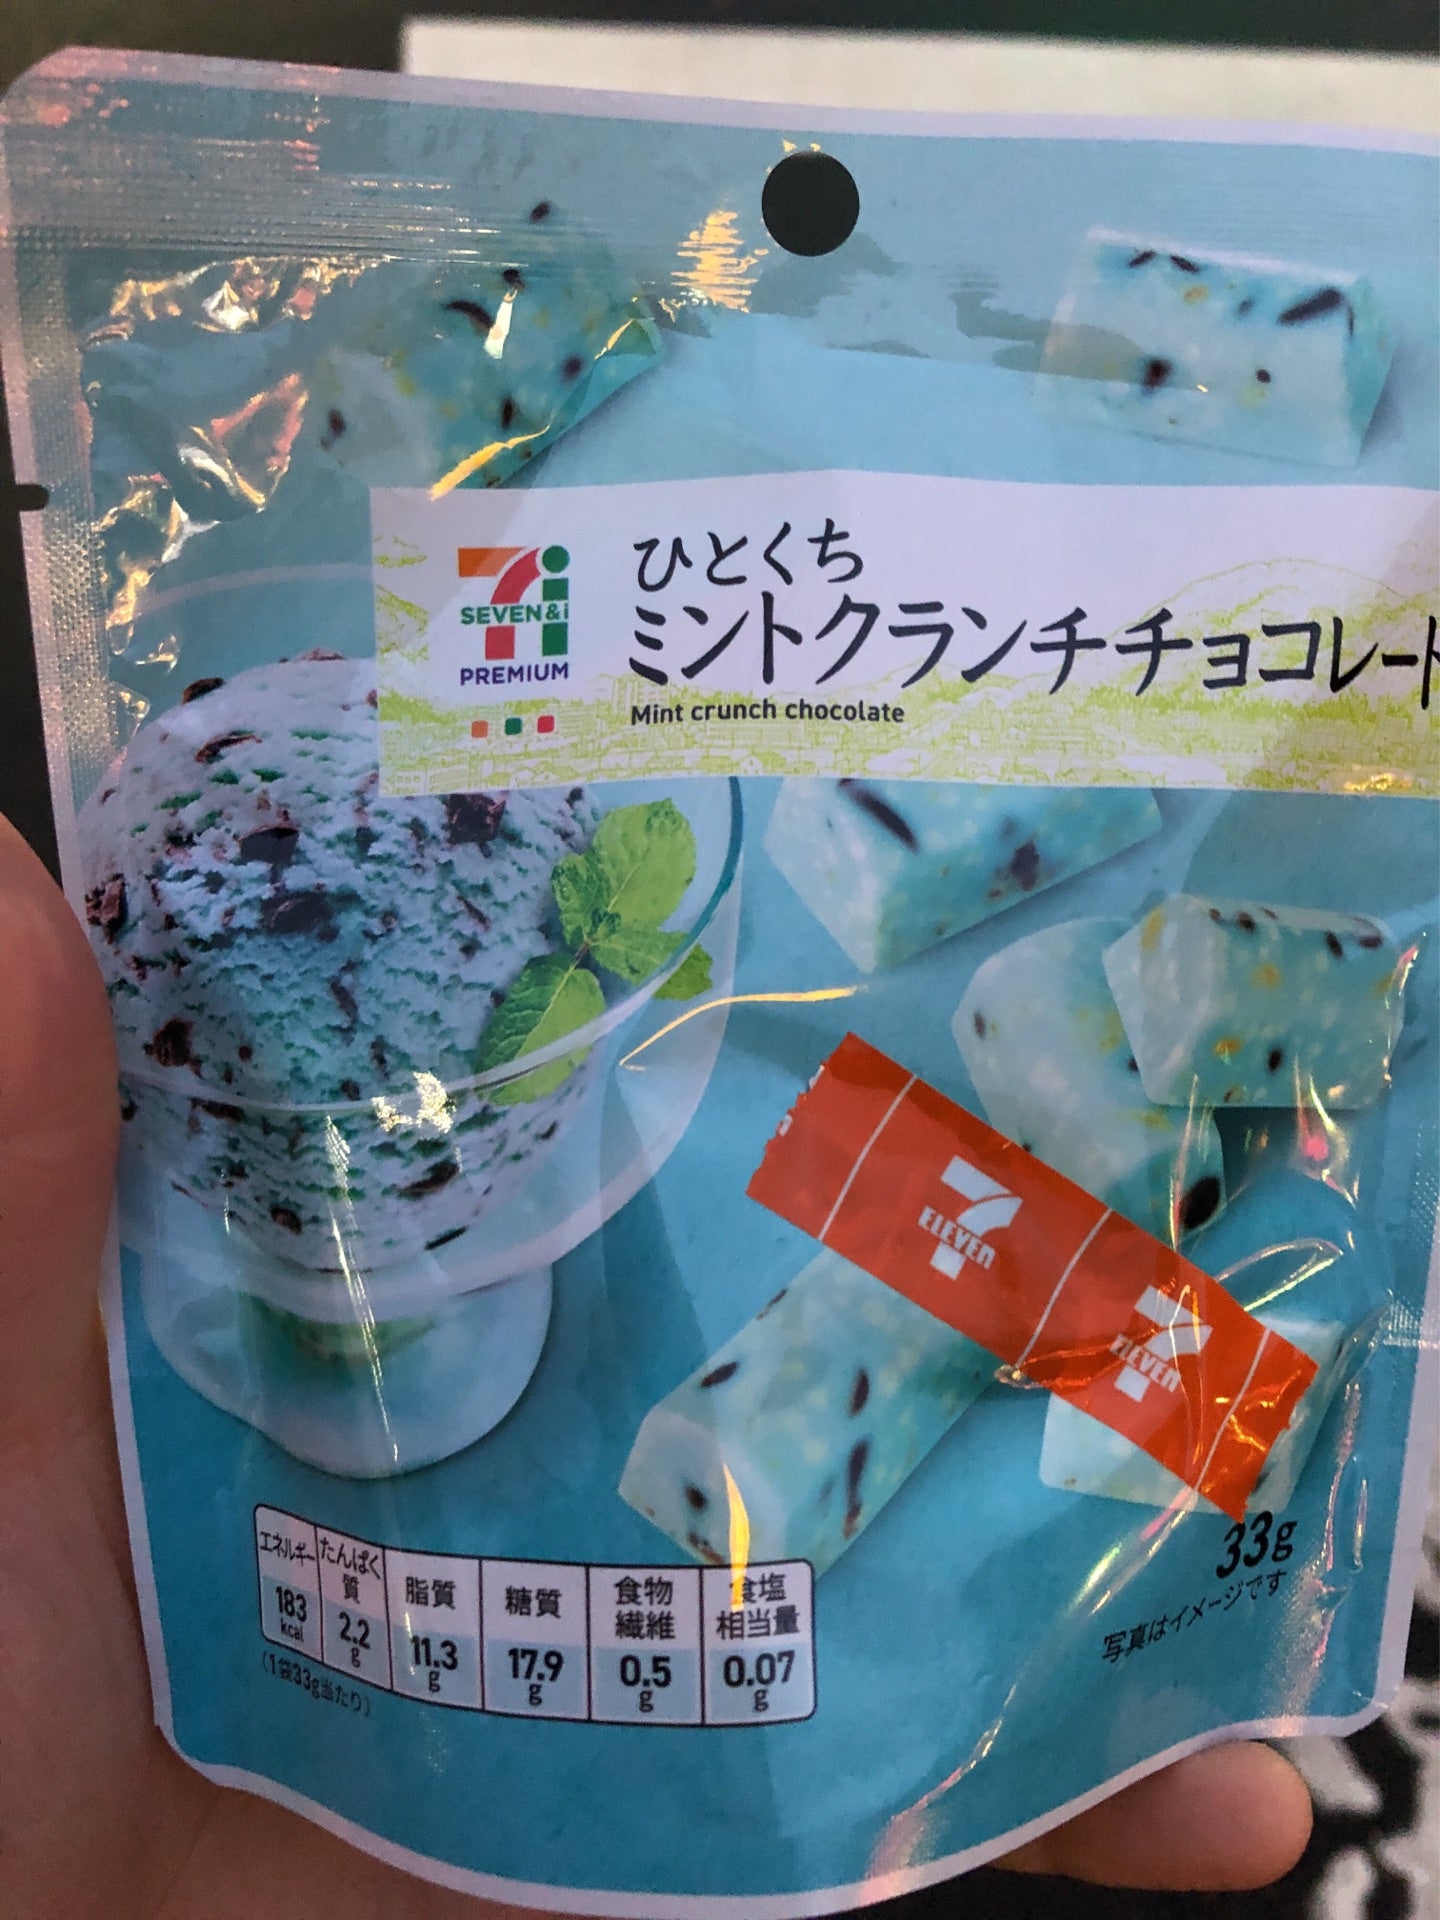 7i
SEVEN&i
PREMIUM
ひとくち
ミントクランチチョコレート
Mint crunch chocolate
7
ELEVEn
7
ELEVEn
33g
写真はイメージです
エネルギー 183 kcal
たんぱく質 2.2 g
脂質 11.3 g
糖質 17.9 g
食物繊維 0.5 g
食塩相当量 0.07 g
(1袋33g当たり)